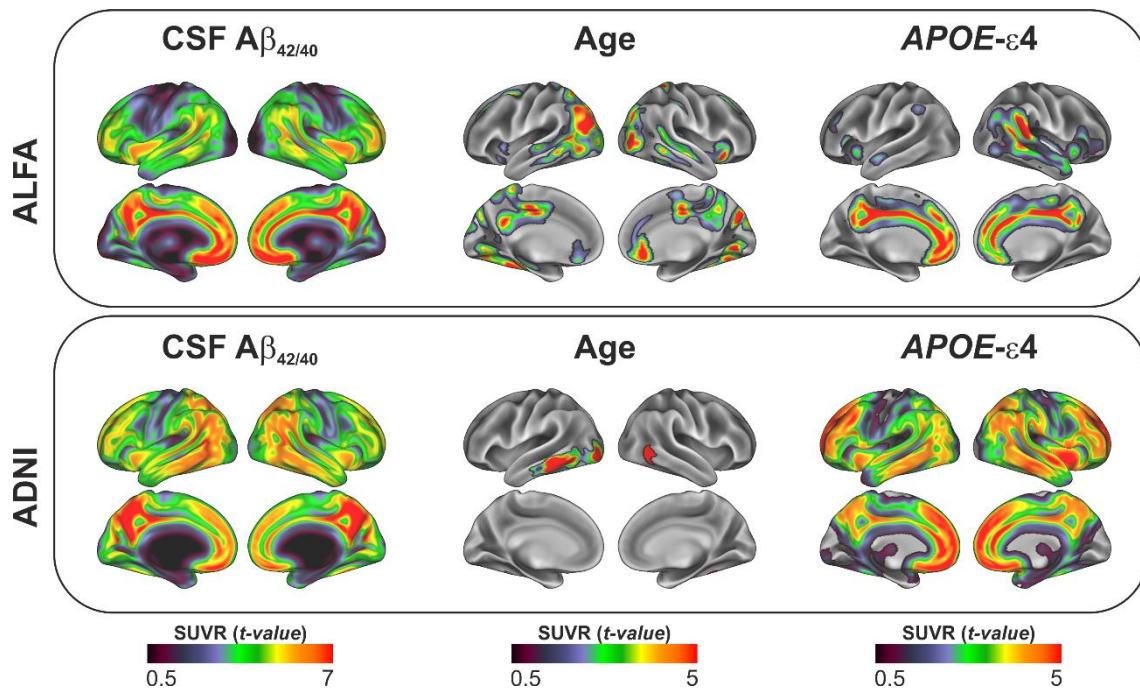 CSF Aβ42/40 Age APOE-ε4
ALFA
CSF Aβ42/40 Age APOE-ε4
ADNI
SUVR (t-value) SUVR (t-value) SUVR (t-value)
0.5 7 0.5 5 0.5 5